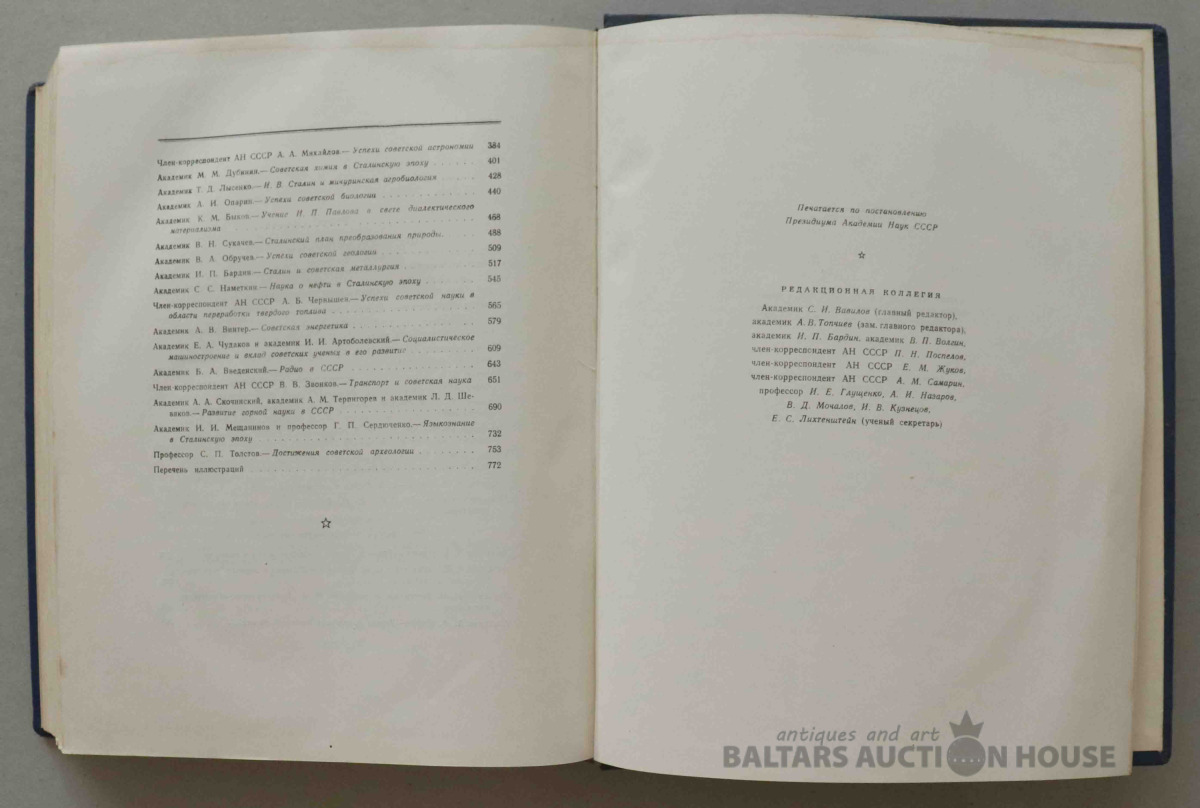 Член-корреспондент АН СССР А. А. Михайлов.— Успехи советской астрономии 384
Академик М. М. Дубинин.— Советская химия в Сталинскую эпоху 401
Академик Т. Д. Лысенко.— И. В. Сталин и мичуринская агробиология 428
Академик А. И. Опарин.— Успехи советской биологии 440
Академик К. М. Быков.— Учение И. П. Павлова в свете диалектического
материализма 468
Академик В. Н. Сукачев.— Сталинский план преобразования природы. 488
Академик В. А. Обручев.— Успехи советской геологии 509
Академик И. П. Бардин.— Сталин и советская металлургия 517
Академик С. С. Наметкин.— Наука о нефти в Сталинскую эпоху 545
Член-корреспондент АН СССР А. Б. Чернышев.— Успехи советской науки в
области переработки твердого топлива 565
Академик А. В. Винтер.— Советская энергетика 579
Академик Е. А. Чудаков и академик И. И. Артоболевский.— Социалистическое
машиностроение и вклад советских ученых в его развитие 609
Академик Б. А. Введенский.— Радио в СССР 643
Член-корреспондент АН СССР В. В. Звонков.— Транспорт и советская наука 651
Академик А. А. Скочинский, академик А. М. Терпигорев и академик Л. Д. Ше-
вяков.— Развитие горной науки в СССР 690
Академик И. И. Мещанинов и профессор Г. П. Сердюченко.— Языкознание
в Сталинскую эпоху 732
Профессор С. П. Толстов.— Достижения советской археологии 753
Перечень иллюстраций 772
Печатается по постановлению
Президиума Академии Наук СССР
РЕДАКЦИОННАЯ КОЛЛЕГИЯ
Академик С. И. Вавилов (главный редактор),
академик А. В. Топчиев (зам. главного редактора),
академик И. П. Бардин, академик В. П. Волгин,
член-корреспондент АН СССР П. Н. Поспелов,
член-корреспондент АН СССР Е. М. Жуков,
член-корреспондент АН СССР А. М. Самарин,
профессор И. Е. Глущенко, А. И. Назаров,
В. Д. Мочалов, И. В. Кузнецов,
Е. С. Лихтенштейн (ученый секретарь)
antiques and art
BALTARS AUCTION HOUSE